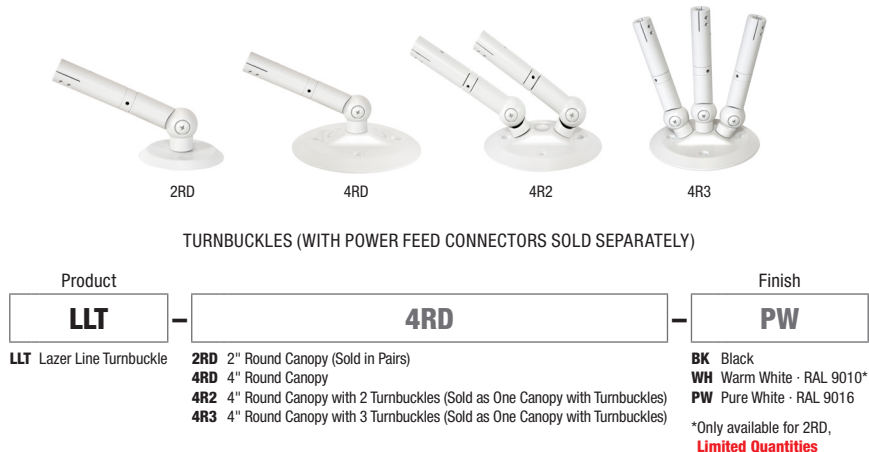 2RD
4RD
4R2
4R3
TURNBUCKLES (WITH POWER FEED CONNECTORS SOLD SEPARATELY)
Product
Finish
LLT – 4RD – PW
LLT Lazer Line Turnbuckle
2RD 2" Round Canopy (Sold in Pairs)
4RD 4" Round Canopy
4R2 4" Round Canopy with 2 Turnbuckles (Sold as One Canopy with Turnbuckles)
4R3 4" Round Canopy with 3 Turnbuckles (Sold as One Canopy with Turnbuckles)
BK Black
WH Warm White · RAL 9010*
PW Pure White · RAL 9016
*Only available for 2RD,
Limited Quantities